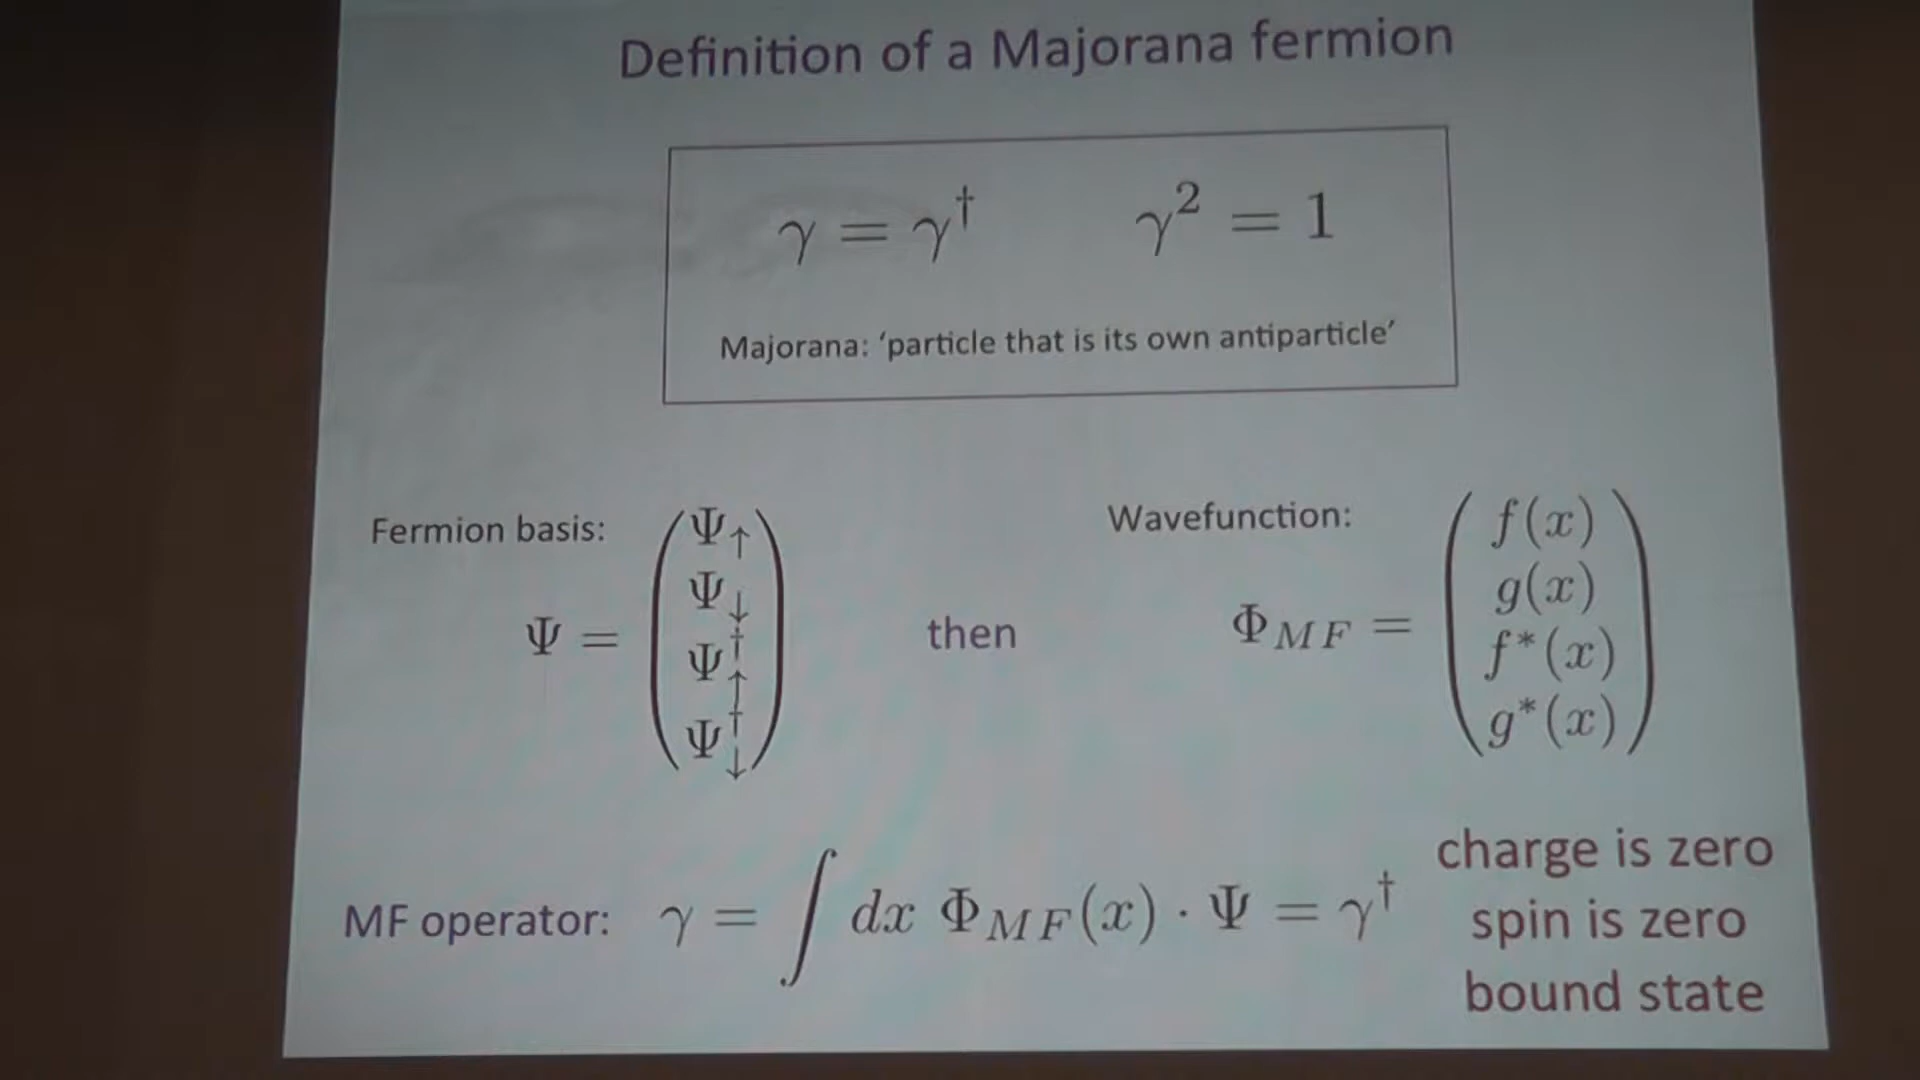 Definition of a Majorana fermion
γ = γ† γ² = 1
Majorana: ‘particle that is its own antiparticle’
Fermion basis:
Ψ = (Ψ↑ Ψ↓ Ψ†↑ Ψ†↓)
then
Wavefunction:
Φ_MF = (f(x) g(x) f*(x) g*(x))
MF operator: γ = ∫ dx Φ_MF(x) · Ψ = γ†
charge is zero
spin is zero
bound state